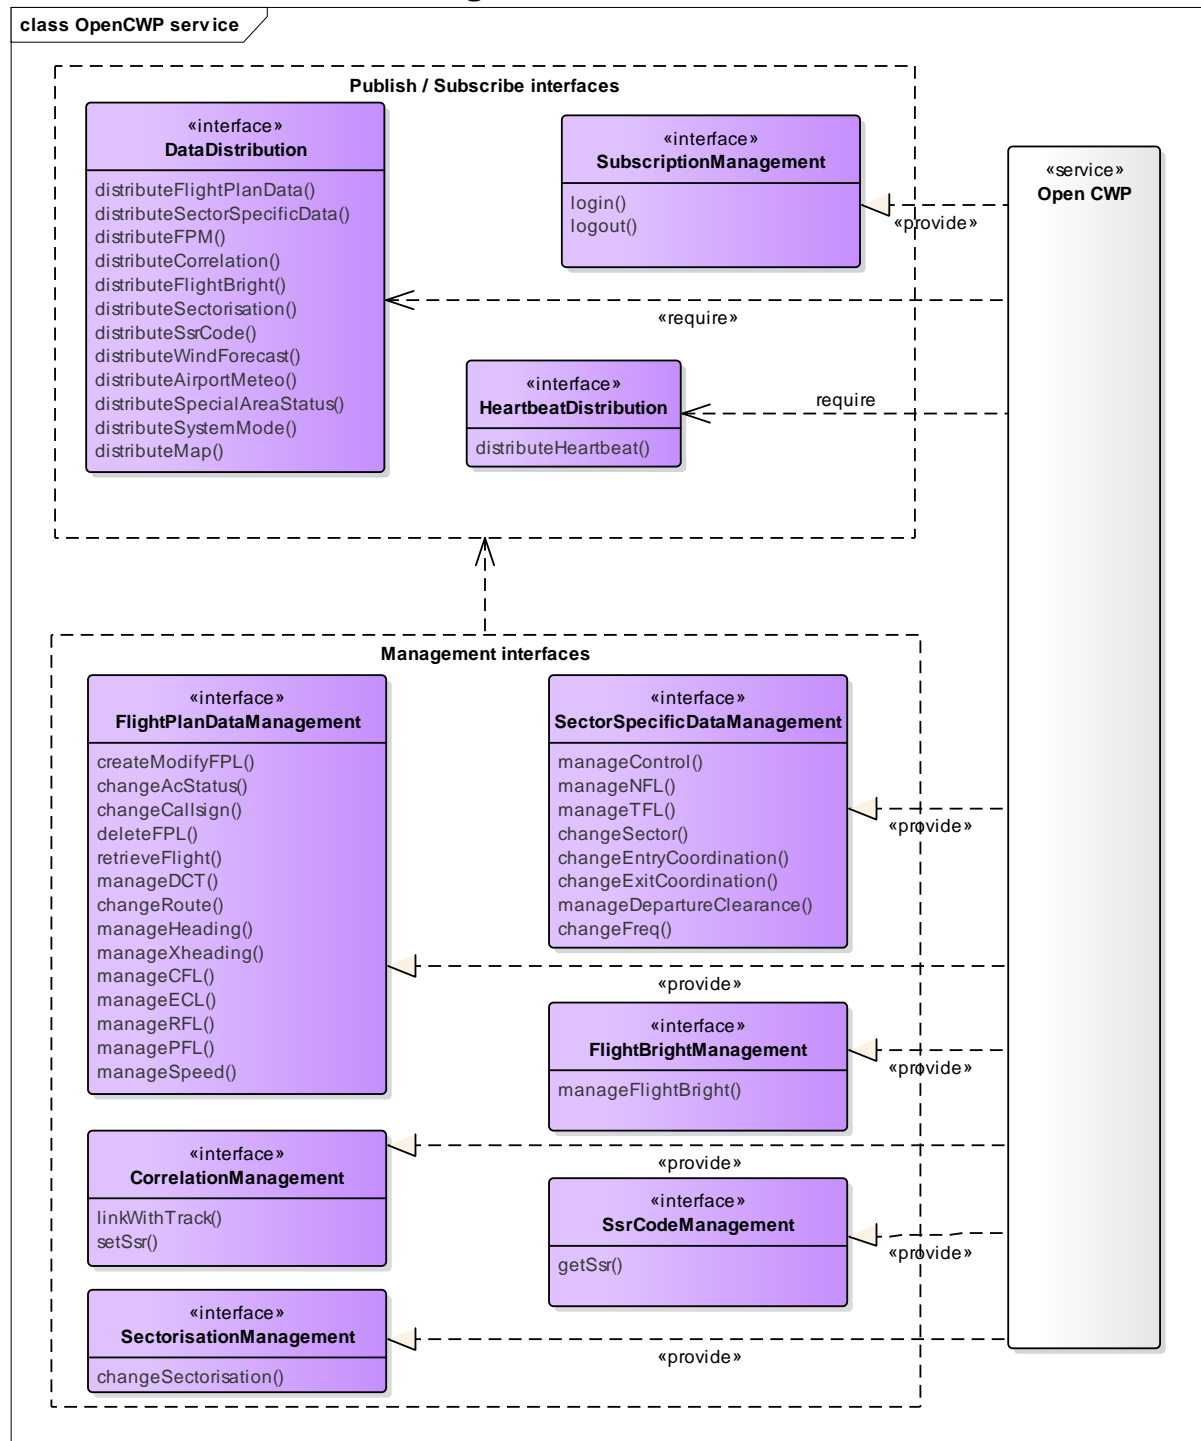 class OpenCWP service
Publish / Subscribe interfaces
«interface»
DataDistribution
distributeFlightPlanData()
distributeSectorSpecificData()
distributeFPM()
distributeCorrelation()
distributeFlightBright()
distributeSectorisation()
distributeSsrCode()
distributeWindForecast()
distributeAirportMeteo()
distributeSpecialAreaStatus()
distributeSystemMode()
distributeMap()
«interface»
SubscriptionManagement
login()
logout()
«provide»
«service»
Open CWP
«require»
«interface»
HeartbeatDistribution
distributeHeartbeat()
require
Management interfaces
«interface»
FlightPlanDataManagement
createModifyFPL()
changeAcStatus()
changeCallsign()
deleteFPL()
retrieveFlight()
manageDCT()
changeRoute()
manageHeading()
manageXheading()
manageCFL()
manageECL()
manageRFL()
managePFL()
manageSpeed()
«interface»
SectorSpecificDataManagement
manageControl()
manageNFL()
manageTFL()
changeSector()
changeEntryCoordination()
changeExitCoordination()
manageDepartureClearance()
changeFreq()
«provide»
«provide»
«interface»
FlightBrightManagement
manageFlightBright()
«provide»
«interface»
CorrelationManagement
linkWithTrack()
setSsr()
«provide»
«interface»
SsrCodeManagement
getSsr()
«provide»
«interface»
SectorisationManagement
changeSectorisation()
«provide»